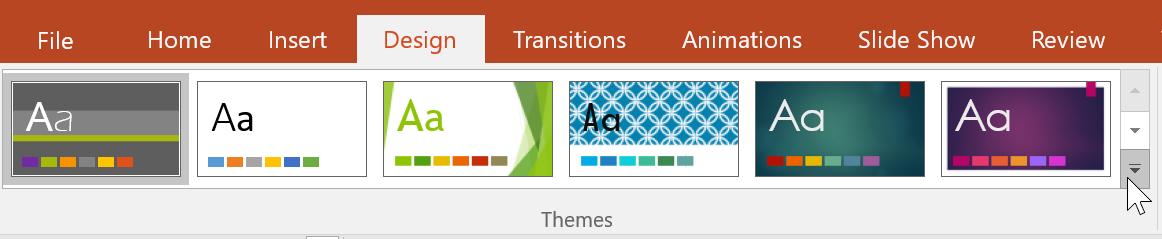 File Home Insert Design Transitions Animations Slide Show Review
Aa Aa Aa Aa Aa Aa
Themes